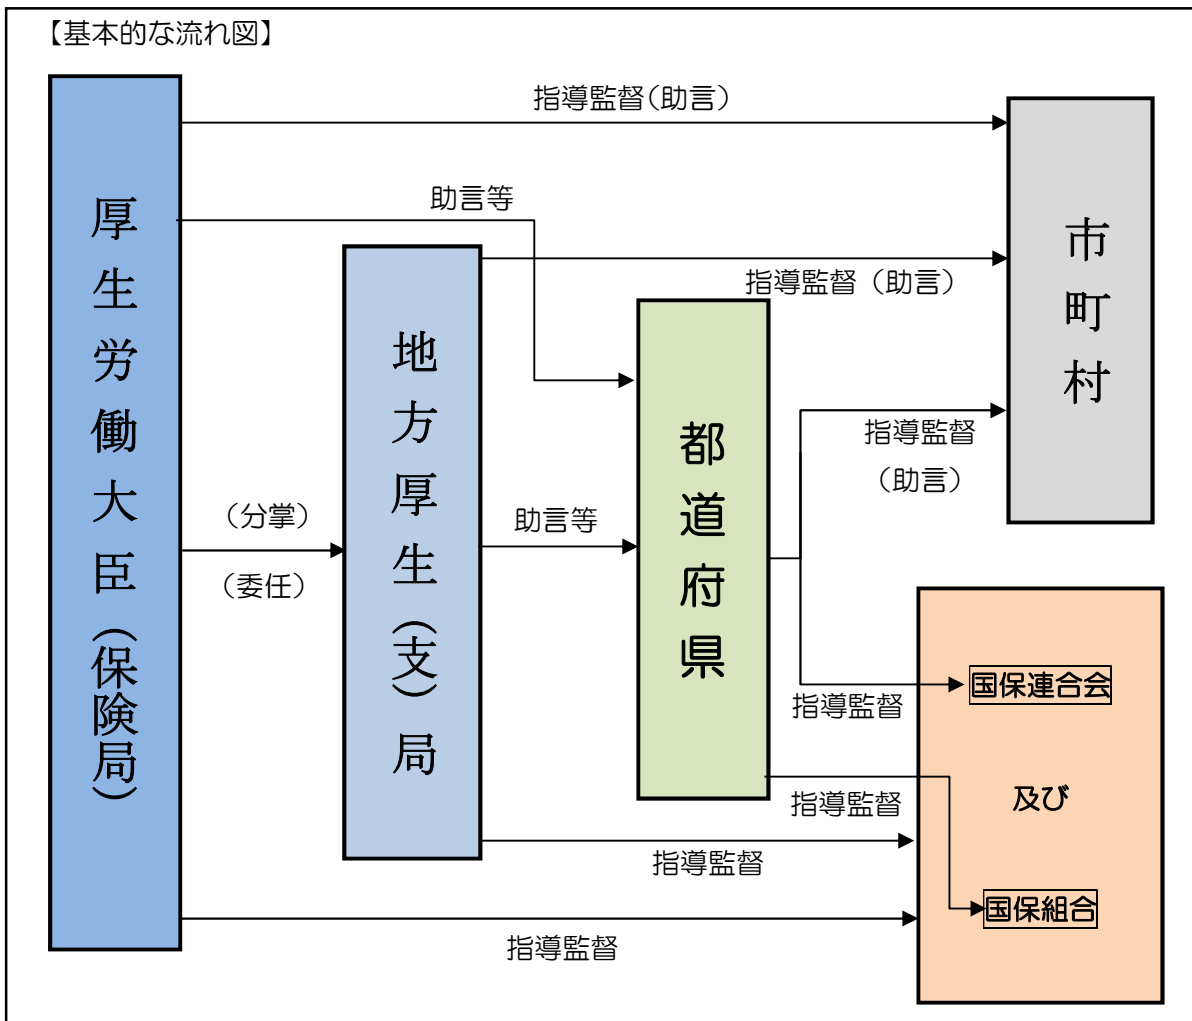 【基本的な流れ図】
指導監督(助言)
助言等
指導監督（助言）
厚生労働大臣(保険局)
地方厚生(支)局
都道府県
市町村
指導監督
（助言）
（分掌）
（委任）
助言等
国保連合会
指導監督
及び
指導監督
指導監督
国保組合
指導監督